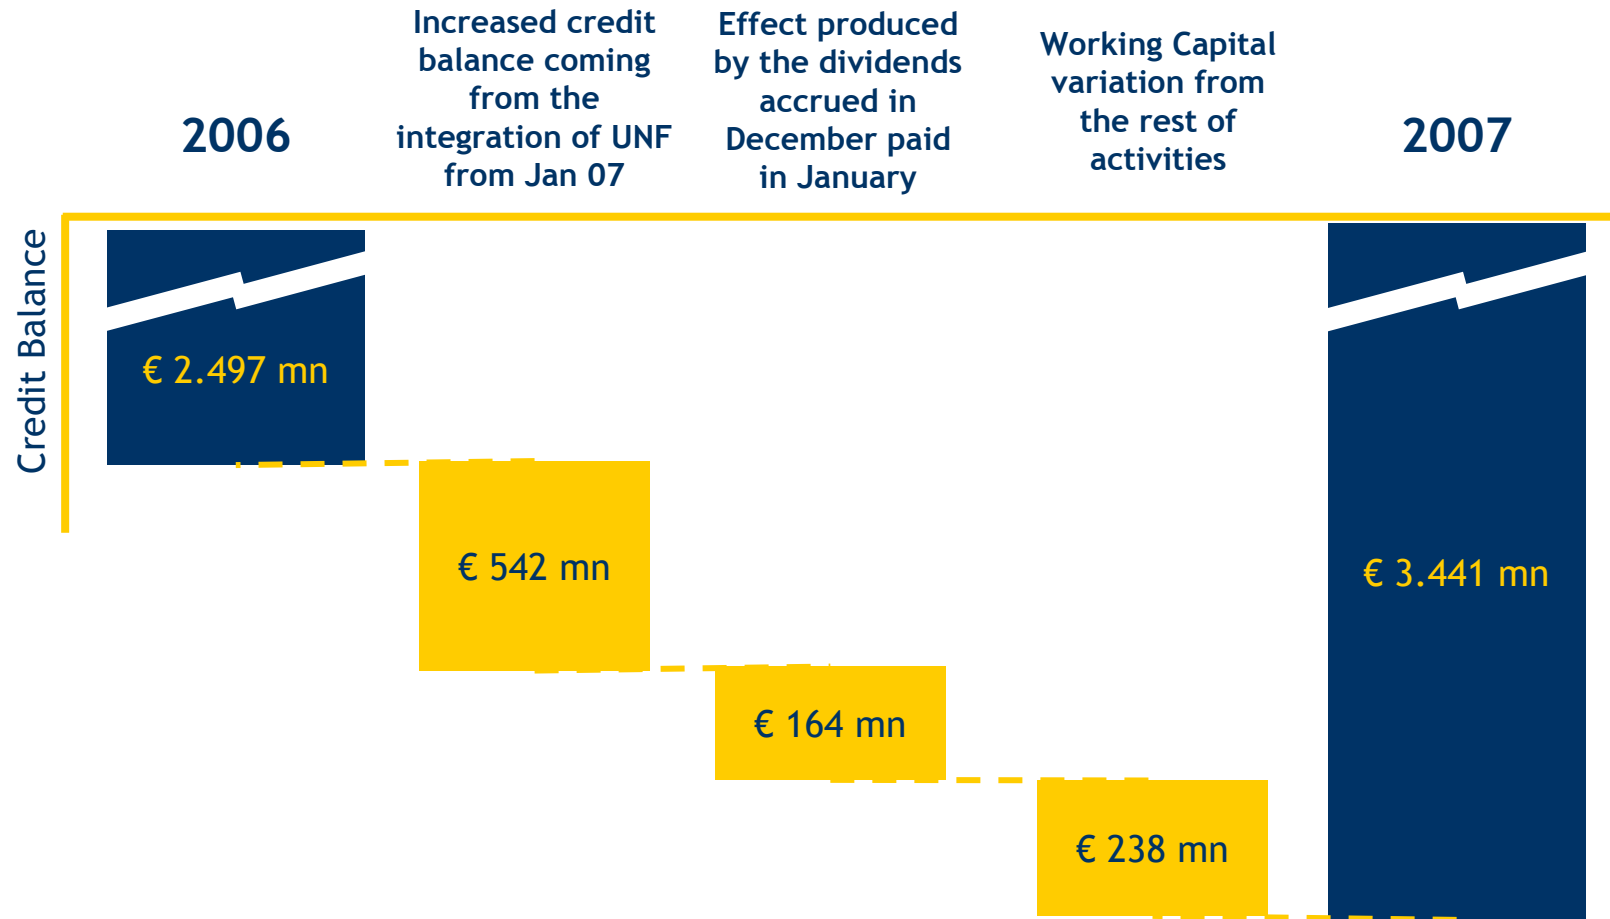 2006
Increased credit
balance coming
from the
integration of UNF
from Jan 07
Effect produced
by the dividends
accrued in
December paid
in January
Working Capital
variation from
the rest of
activities
2007
Credit Balance
€ 2.497 mn
€ 542 mn
€ 164 mn
€ 238 mn
€ 3.441 mn